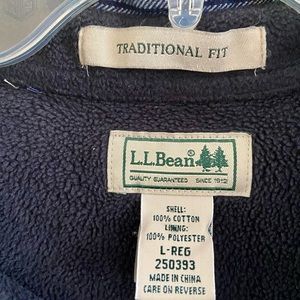 TRADITIONAL FIT
L.L.Bean®
QUALITY GUARANTEED SINCE 1912
SHELL:
100% COTTON
LINING:
100% POLYESTER
L-REG
250393
MADE IN CHINA
CARE ON REVERSE